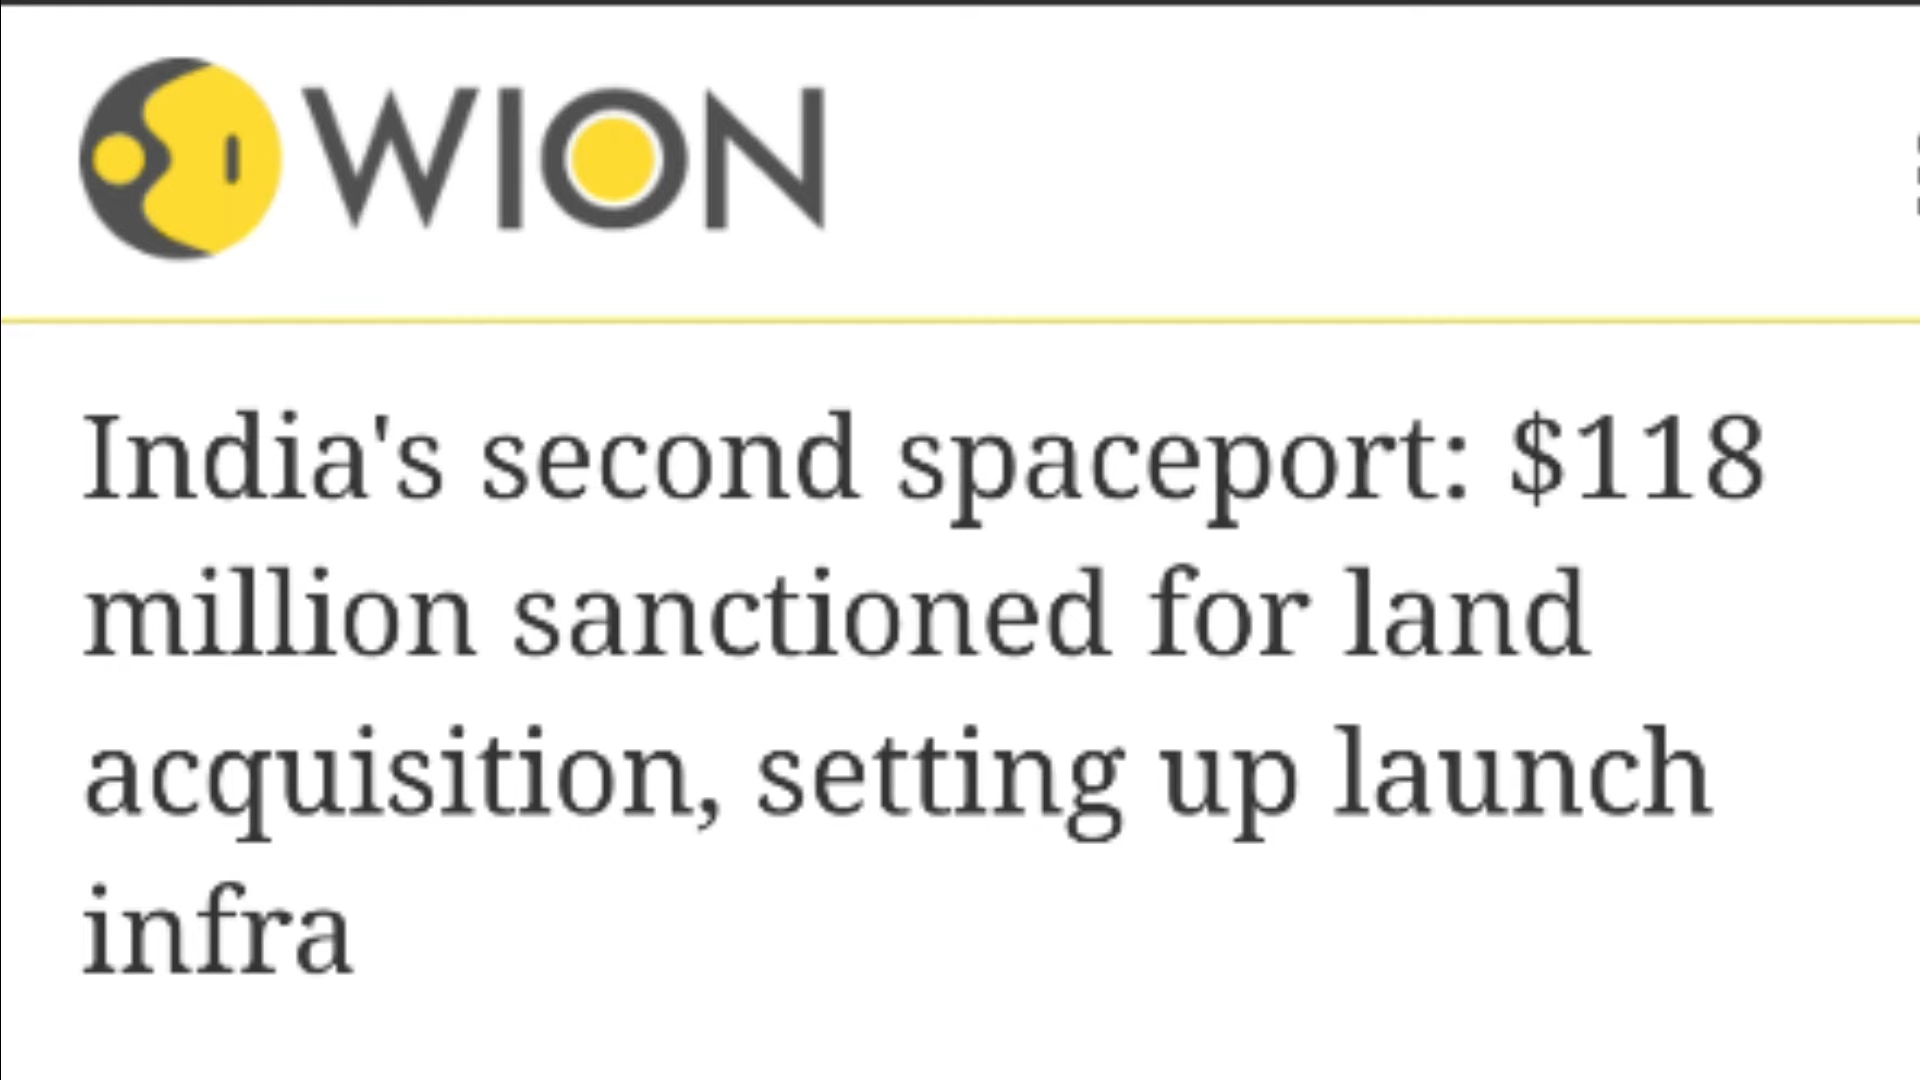 WION
India's second spaceport: $118
million sanctioned for land
acquisition, setting up launch
infra